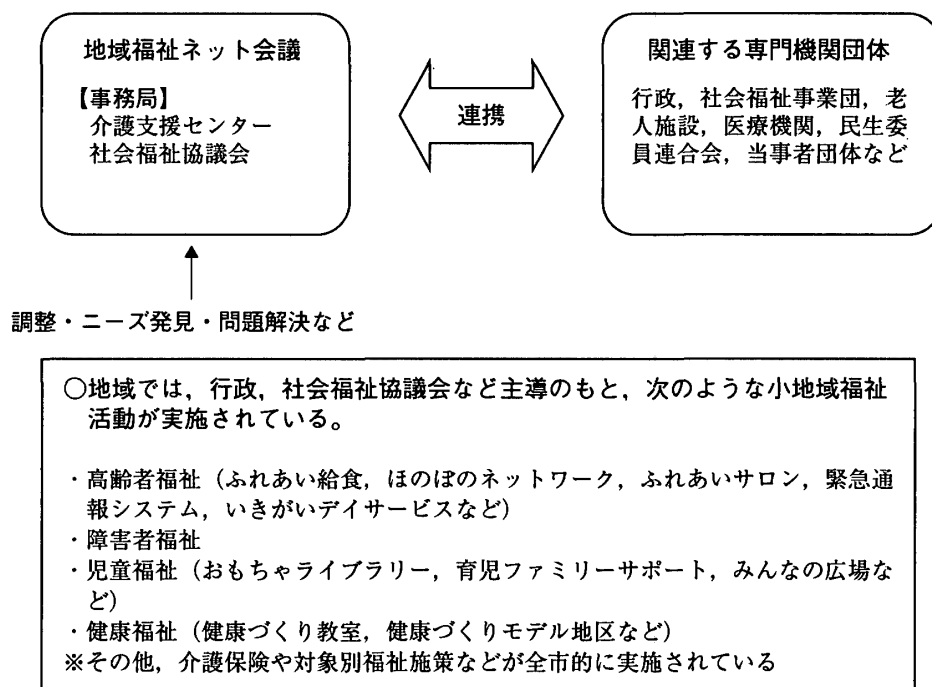 地域福祉ネット会議
【事務局】
介護支援センター
社会福祉協議会
連携
関連する専門機関団体
行政，社会福祉事業団，老
人施設，医療機関，民生委
員連合会，当事者団体など
調整・ニーズ発見・問題解決など
○地域では，行政，社会福祉協議会など主導のもと，次のような小地域福祉
活動が実施されている。
・高齢者福祉（ふれあい給食，ほのぼのネットワーク，ふれあいサロン，緊急通
報システム，いきがいデイサービスなど）
・障害者福祉
・児童福祉（おもちゃライブラリー，育児ファミリーサポート，みんなの広場な
ど）
・健康福祉（健康づくり教室，健康づくりモデル地区など）
※その他，介護保険や対象別福祉施策などが全市的に実施されている